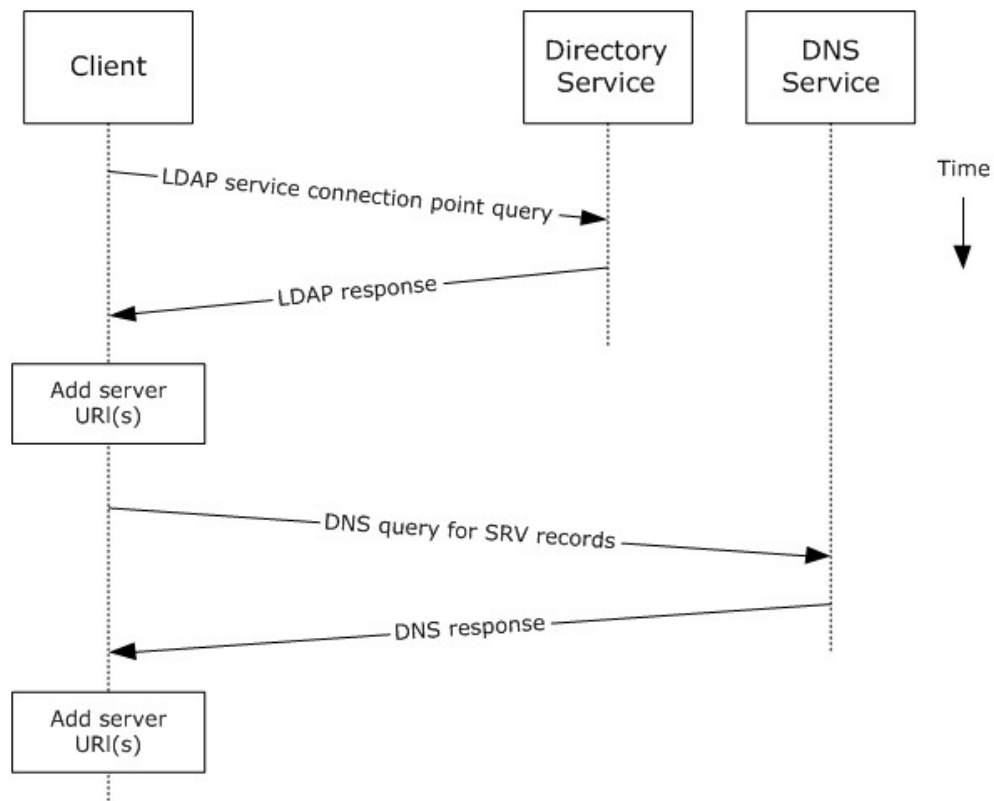 Client
Directory
Service
DNS
Service
Time
LDAP service connection point query
LDAP response
Add server
URI(s)
DNS query for SRV records
DNS response
Add server
URI(s)